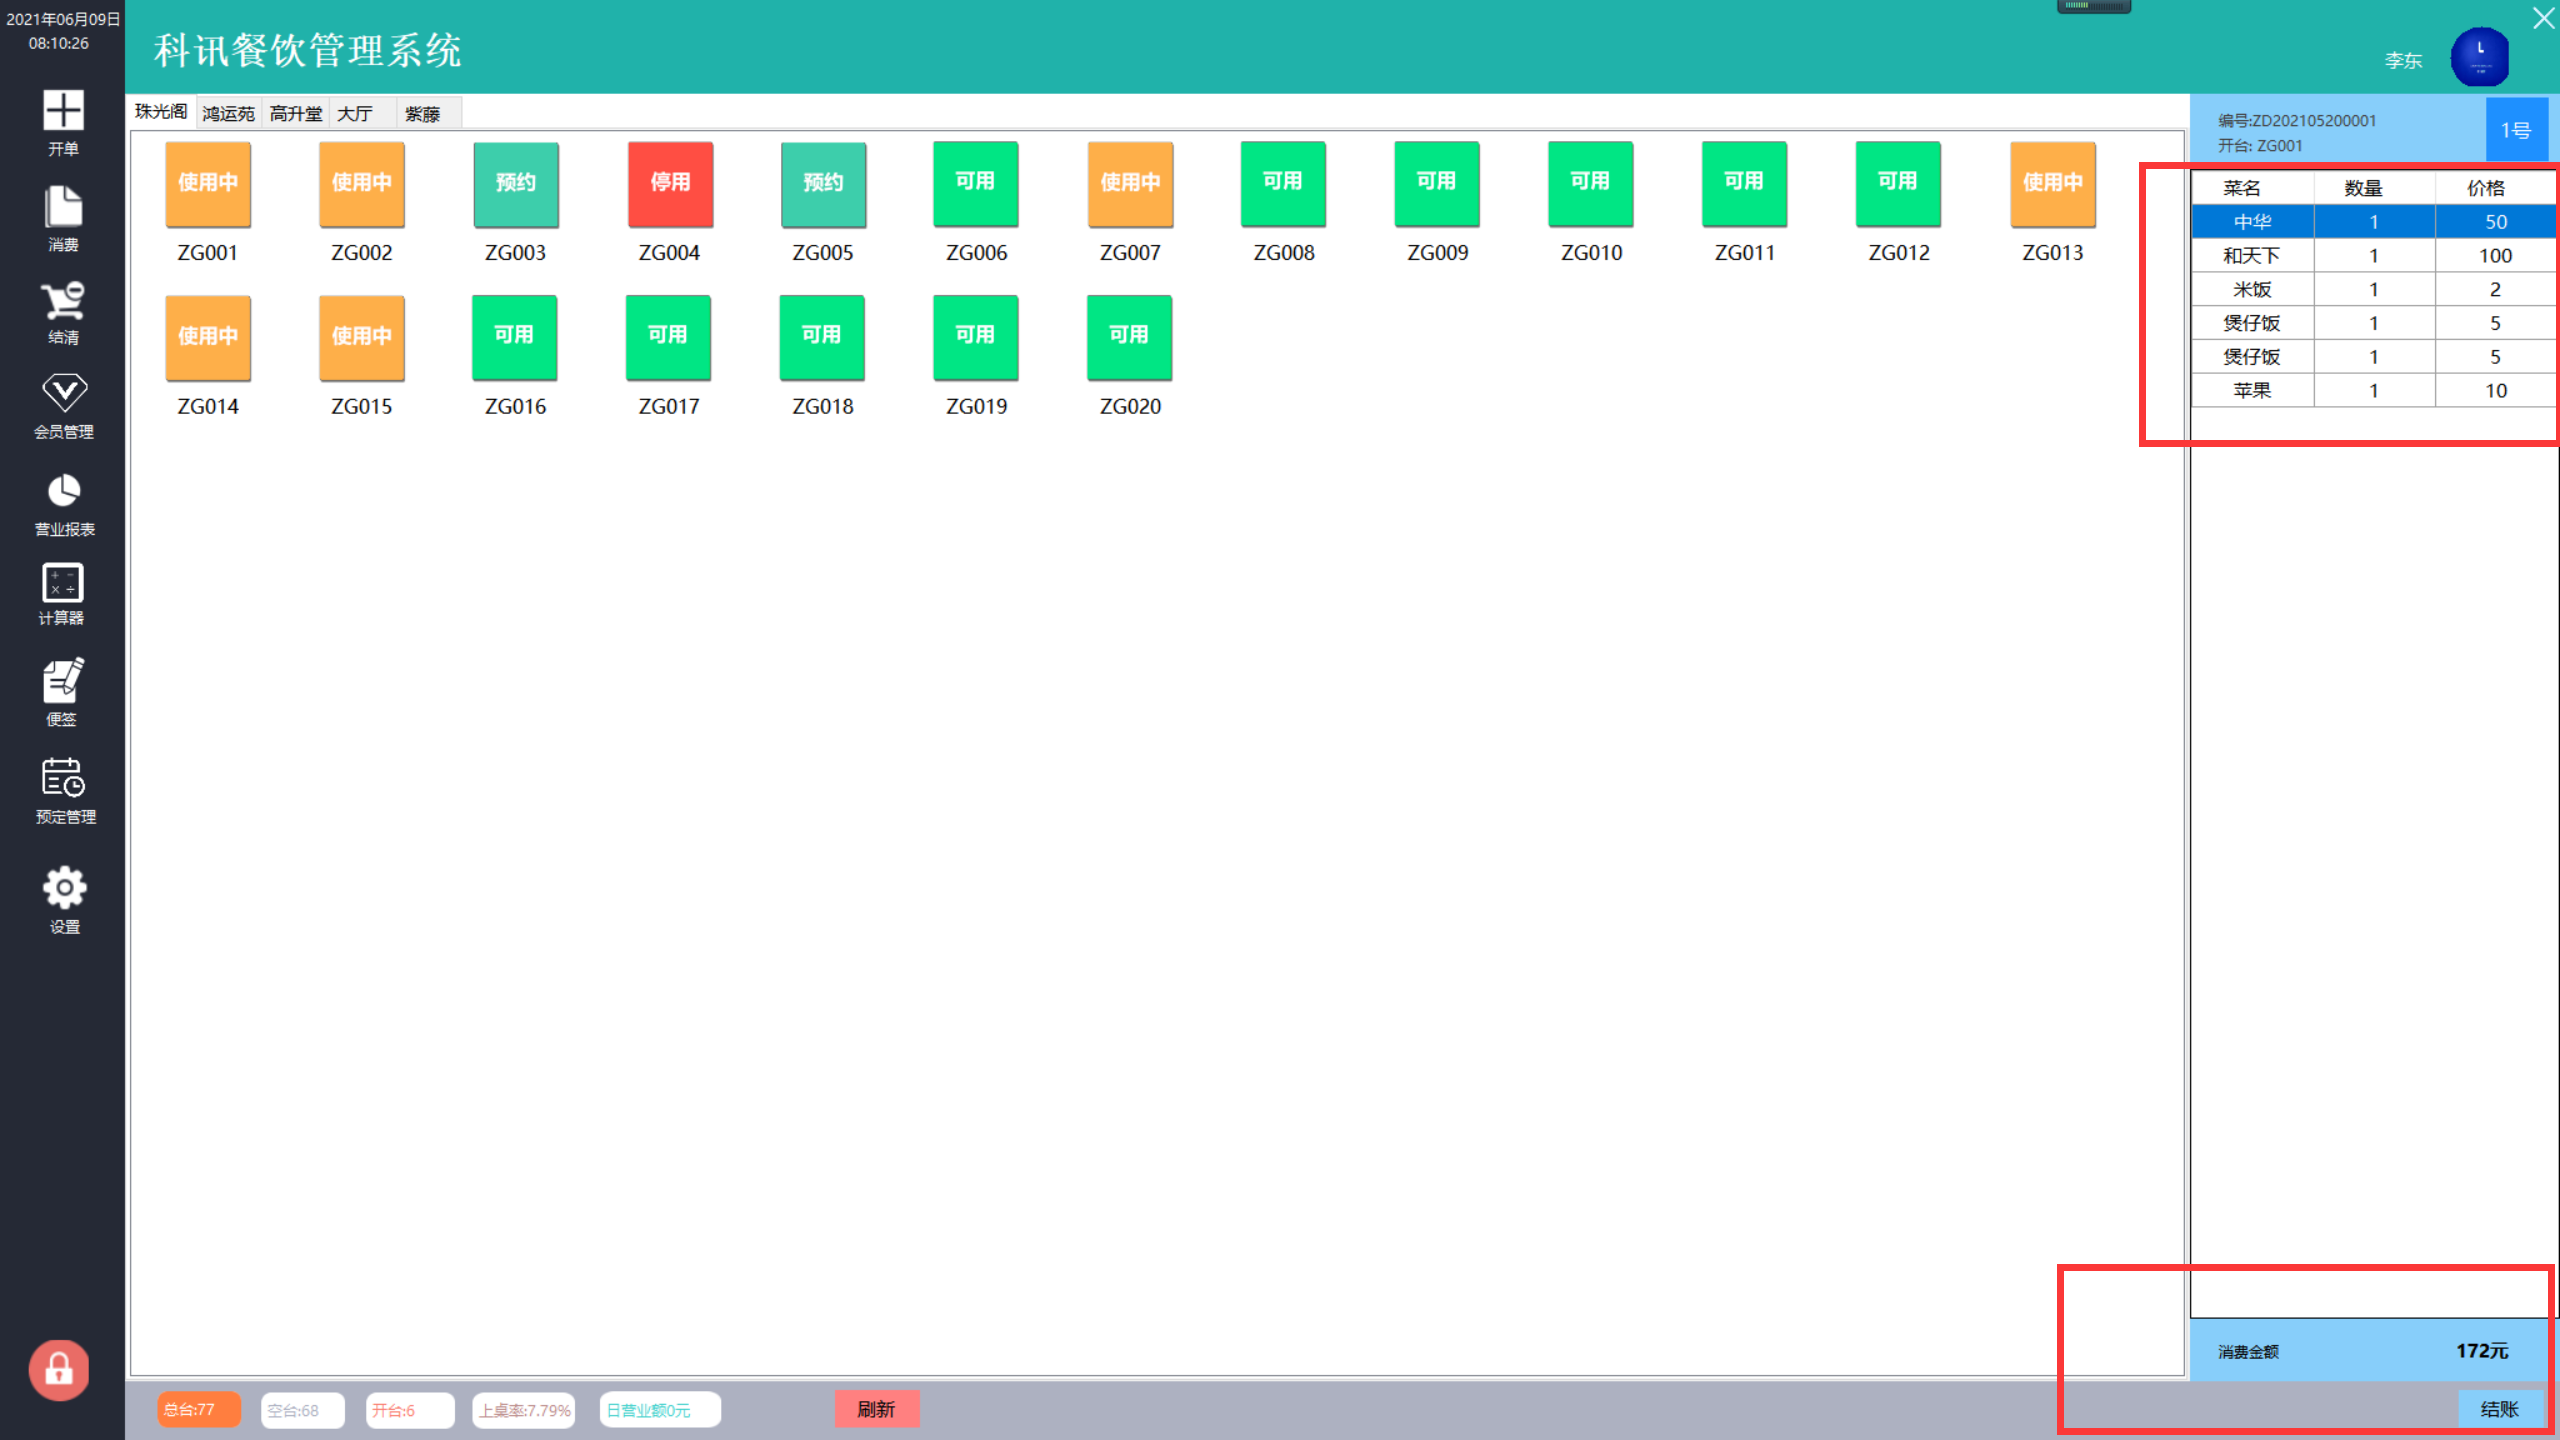 2021年06月09日
08:10:26
开单
消费
结清
会员管理
营业报表
计算器
便签
预定管理
设置
科讯餐饮管理系统
李东
珠光阁 鸿运苑 高升堂 大厅 紫藤
使用中 使用中 预约 停用 预约 可用 使用中 可用 可用 可用 可用 可用 使用中
ZG001 ZG002 ZG003 ZG004 ZG005 ZG006 ZG007 ZG008 ZG009 ZG010 ZG011 ZG012 ZG013
使用中 使用中 可用 可用 可用 可用 可用
ZG014 ZG015 ZG016 ZG017 ZG018 ZG019 ZG020
编号:ZD202105200001
开台: ZG001
1号
菜名 数量 价格
中华 1 50
和天下 1 100
米饭 1 2
煲仔饭 1 5
煲仔饭 1 5
苹果 1 10
消费金额 172元
总台:77 空台:68 开台:6 上桌率:7.79% 日营业额0元 刷新 结账